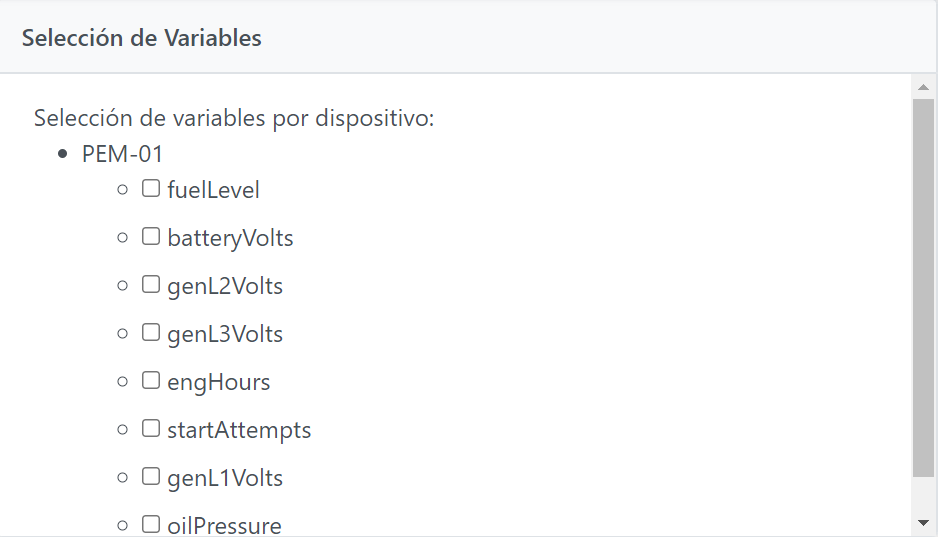 Selección de Variables
Selección de variables por dispositivo:
PEM-01
fuelLevel
batteryVolts
genL2Volts
genL3Volts
engHours
startAttempts
genL1Volts
oilPressure